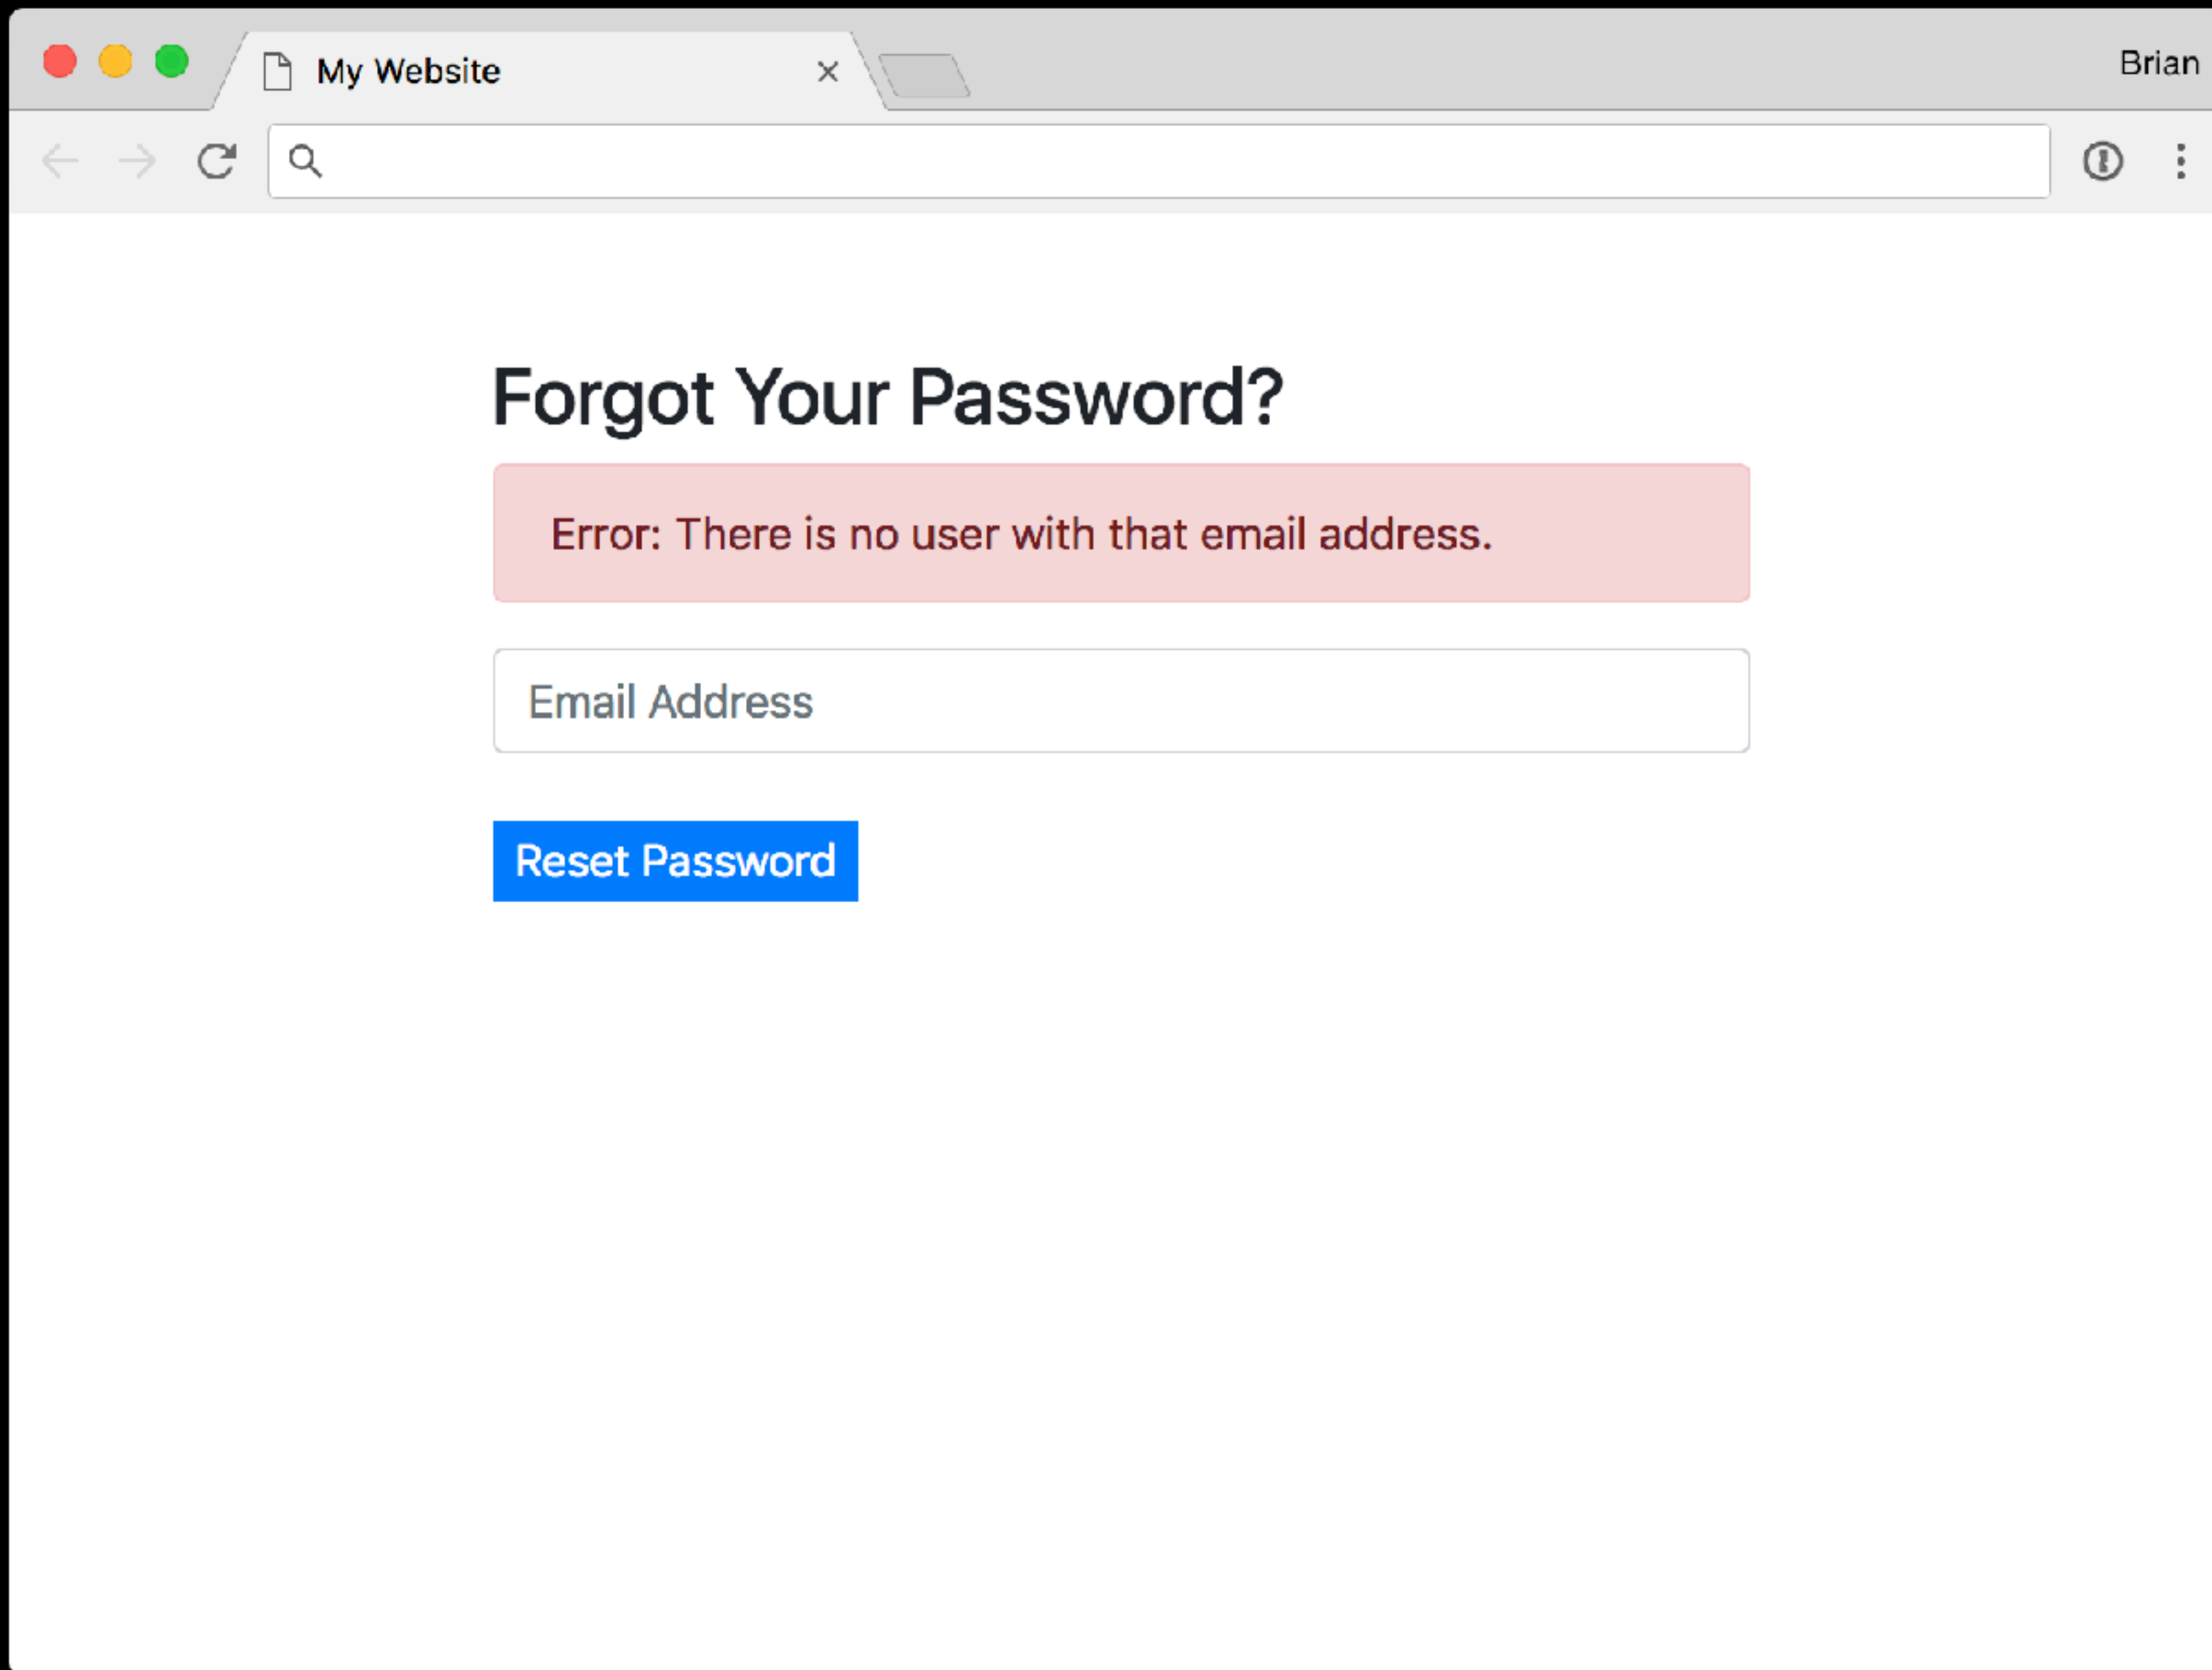 My Website
Brian
Forgot Your Password?
Error: There is no user with that email address.
Email Address
Reset Password